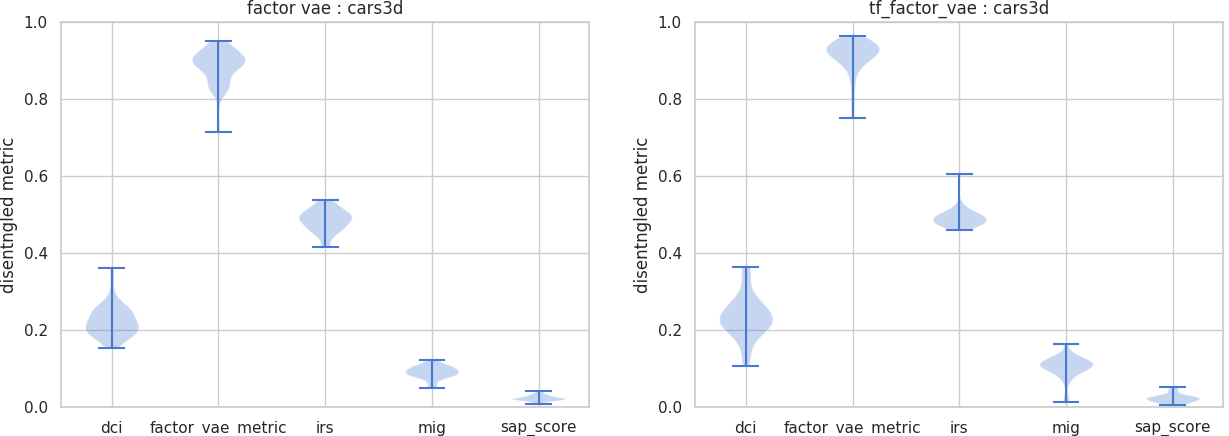 factor vae : cars3d
disentngled metric
1.0
0.8
0.6
0.4
0.2
0.0
dci factor vae metric irs mig sap_score
tf_factor_vae : cars3d
disentngled metric
1.0
0.8
0.6
0.4
0.2
0.0
dci factor vae metric irs mig sap_score